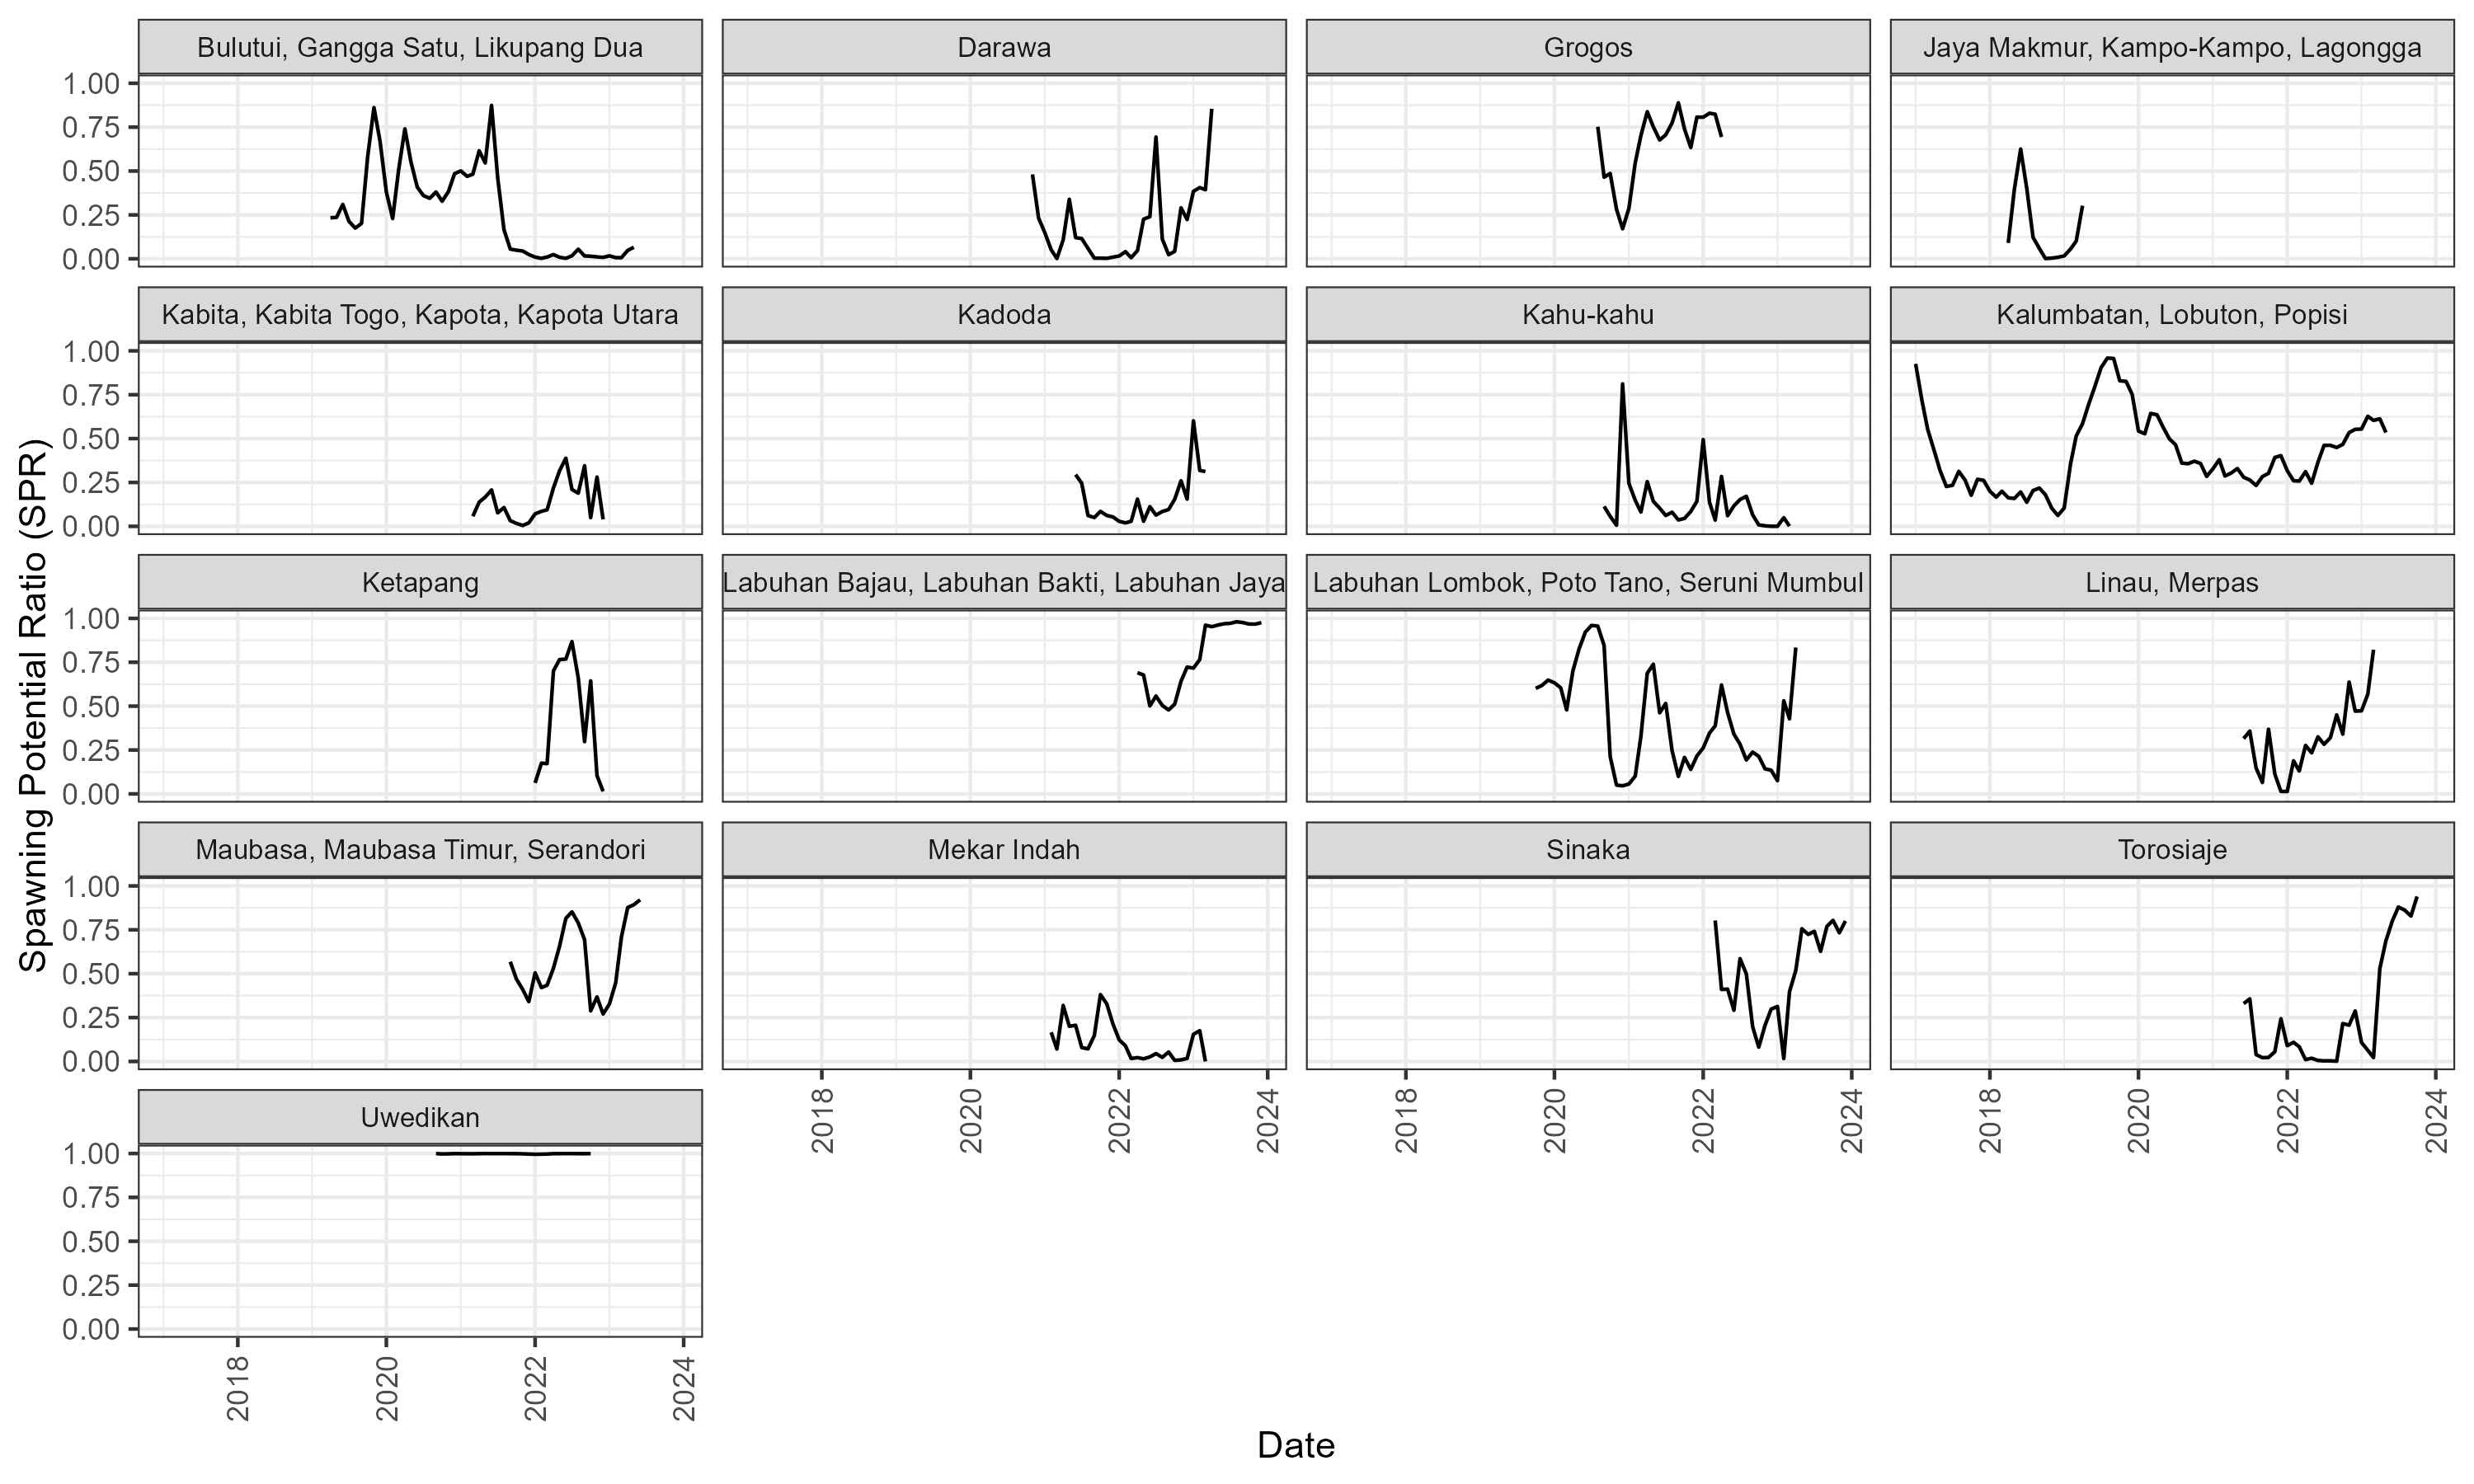 Bulutui, Gangga Satu, Likupang Dua
Darawa
Grogos
Jaya Makmur, Kampo-Kampo, Lagongga
1.00
0.75
0.50
0.25
0.00
Kabita, Kabita Togo, Kapota, Kapota Utara
Kadoda
Kahu-kahu
Kalumbatan, Lobuton, Popisi
1.00
0.75
0.50
0.25
0.00
Spawning Potential Ratio (SPR)
Ketapang
Labuhan Bajau, Labuhan Bakti, Labuhan Jaya
Labuhan Lombok, Poto Tano, Seruni Mumbul
Linau, Merpas
1.00
0.75
0.50
0.25
0.00
Maubasa, Maubasa Timur, Serandori
Mekar Indah
Sinaka
Torosiaje
1.00
0.75
0.50
0.25
0.00
2018 2020 2022 2024
2018 2020 2022 2024
2018 2020 2022 2024
Uwedikan
1.00
0.75
0.50
0.25
0.00
2018 2020 2022 2024
Date